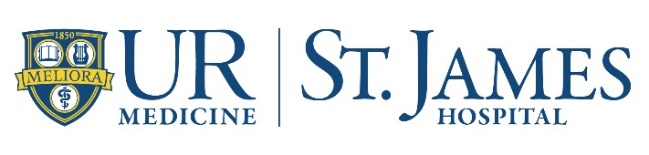 1850
MELIORA
UR
MEDICINE
ST. JAMES
HOSPITAL